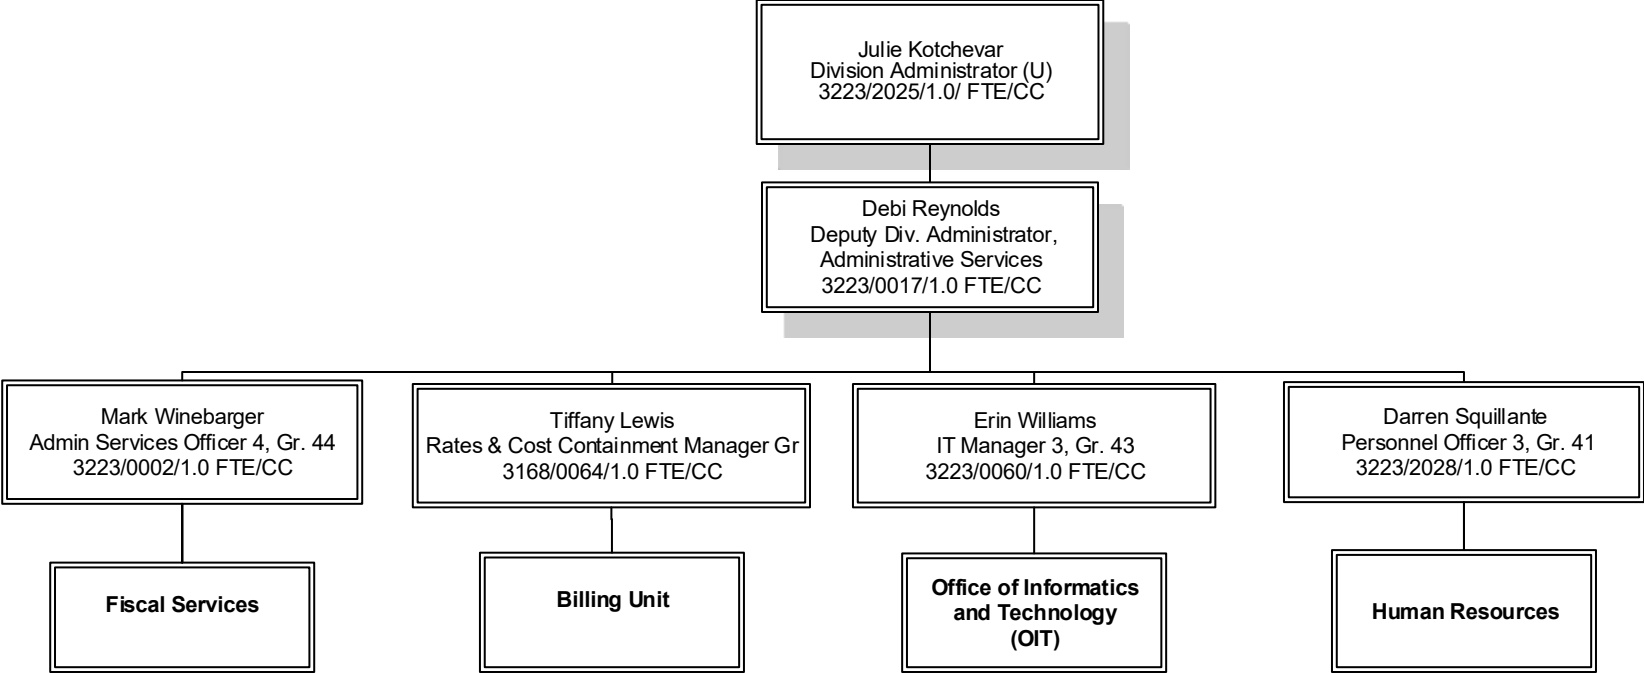 Julie Kotchevar
Division Administrator (U)
3223/2025/1.0/ FTE/CC
Debi Reynolds
Deputy Div. Administrator,
Administrative Services
3223/0017/1.0 FTE/CC
Mark Winebarger
Admin Services Officer 4, Gr. 44
3223/0002/1.0 FTE/CC
Tiffany Lewis
Rates & Cost Containment Manager Gr
3168/0064/1.0 FTE/CC
Erin Williams
IT Manager 3, Gr. 43
3223/0060/1.0 FTE/CC
Darren Squillante
Personnel Officer 3, Gr. 41
3223/2028/1.0 FTE/CC
Fiscal Services
Billing Unit
Office of Informatics
and Technology
(OIT)
Human Resources